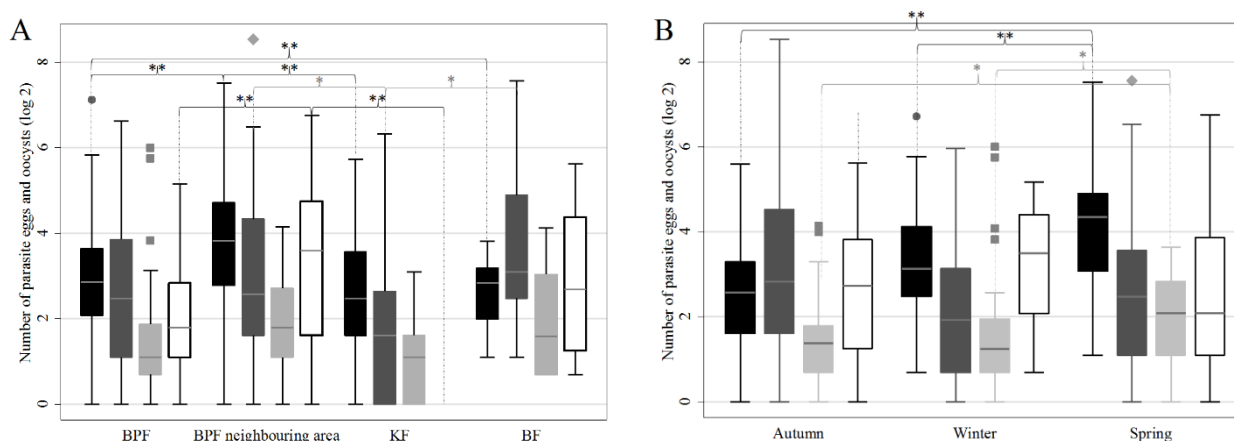 A
Number of parasite eggs and oocysts (log 2)
8
6
4
2
0
**
**
**
*
*
**
**
BPF
BPF neighbouring area
KF
BF
B
Number of parasite eggs and oocysts (log 2)
8
6
4
2
0
**
**
*
*
Autumn
Winter
Spring